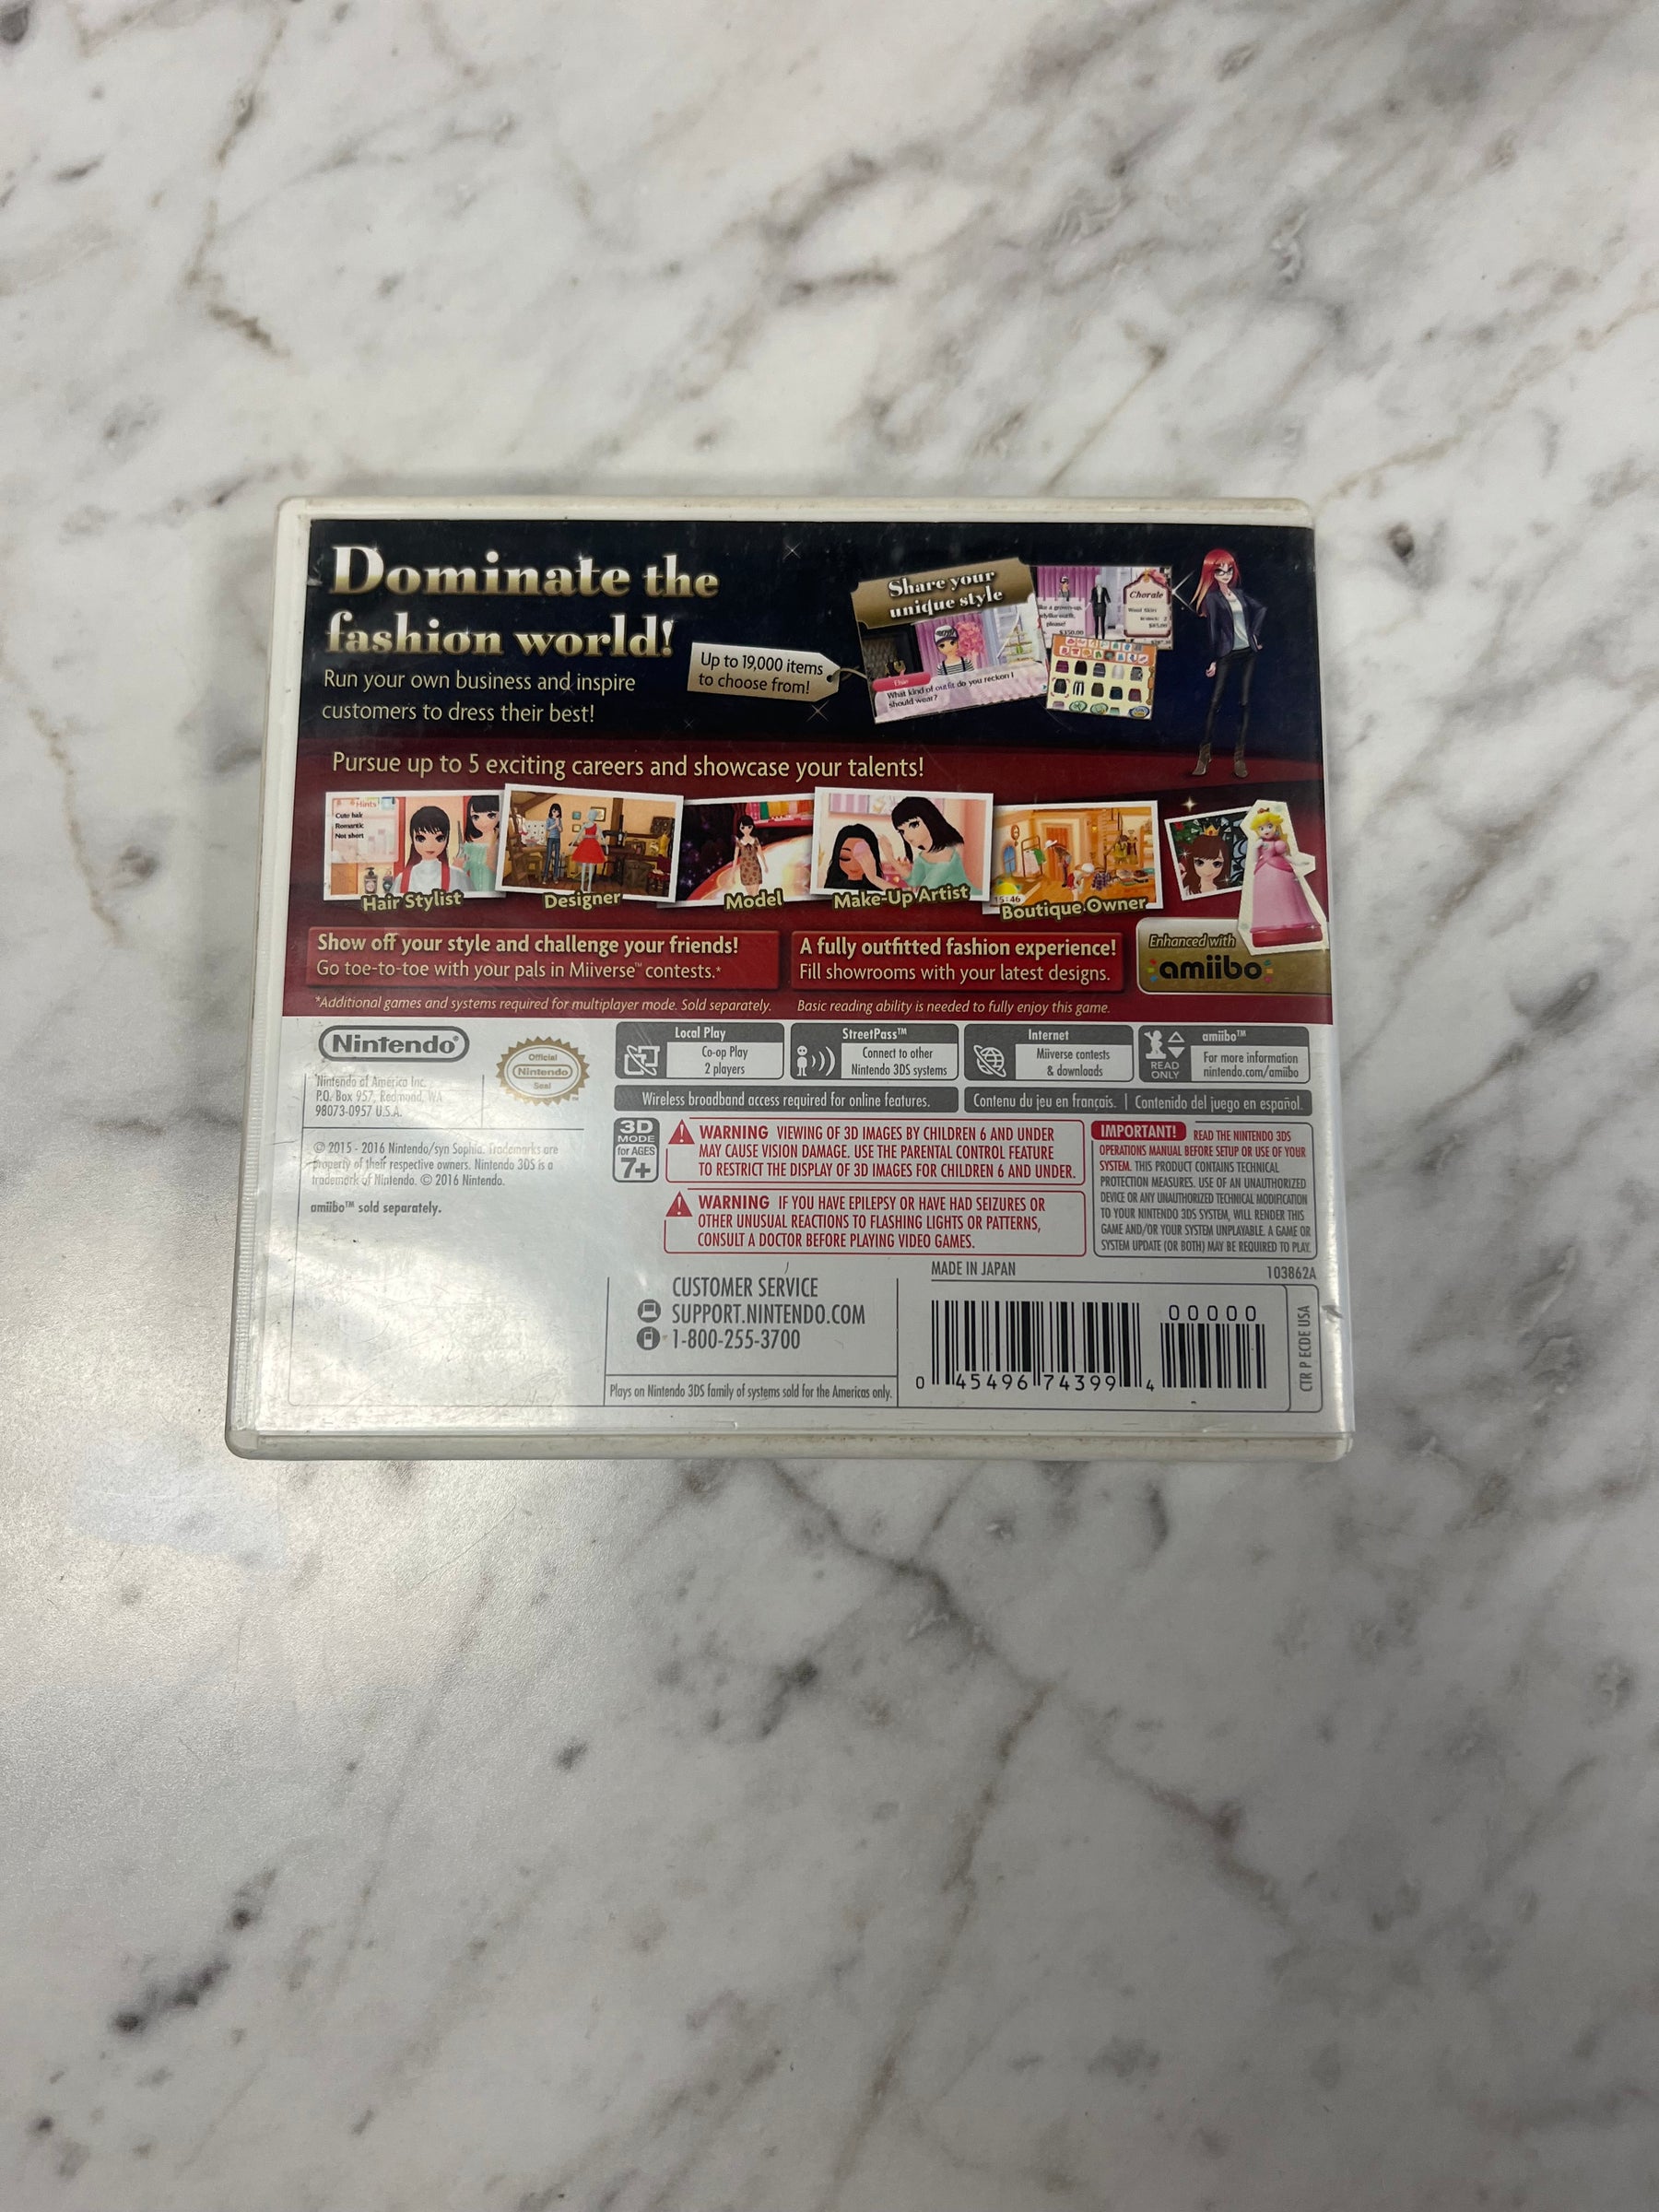 Dominate the
fashion world!
Run your own business and inspire
customers to dress their best!
Up to 19,000 items
to choose from!
Share your
unique style
What kind of outfit do you reckon I
should wear?
Chorale
$350.00
Pursue up to 5 exciting careers and showcase your talents!
Hints
Cute hair
Romantic
Not short
Hair Stylist
Designer
Model
Make-Up Artist
Boutique Owner
Show off your style and challenge your friends!
Go toe-to-toe with your pals in Miiverse™ contests.*
A fully outfitted fashion experience!
Fill showrooms with your latest designs.
Enhanced with
amiibo
*Additional games and systems required for multiplayer mode. Sold separately.
Basic reading ability is needed to fully enjoy this game.
Nintendo®
Official
Nintendo
Seal
Nintendo of America Inc.
P.O. Box 957, Redmond, WA
98073-0957 U.S.A.
Local Play
Co-op Play
2 players
StreetPass™
Connect to other
Nintendo 3DS systems
Internet
Miiverse contests
& downloads
amiibo™
READ
ONLY
For more information
nintendo.com/amiibo
Wireless broadband access required for online features.
Contenu du jeu en français. | Contenido del juego en español.
© 2015 - 2016 Nintendo/syn Sophia. Trademarks are
property of their respective owners. Nintendo 3DS is a
trademark of Nintendo. © 2016 Nintendo.
amiibo™ sold separately.
3D
MODE
for AGES
7+
WARNING VIEWING OF 3D IMAGES BY CHILDREN 6 AND UNDER
MAY CAUSE VISION DAMAGE. USE THE PARENTAL CONTROL FEATURE
TO RESTRICT THE DISPLAY OF 3D IMAGES FOR CHILDREN 6 AND UNDER.
WARNING IF YOU HAVE EPILEPSY OR HAVE HAD SEIZURES OR
OTHER UNUSUAL REACTIONS TO FLASHING LIGHTS OR PATTERNS,
CONSULT A DOCTOR BEFORE PLAYING VIDEO GAMES.
IMPORTANT! READ THE NINTENDO 3DS
OPERATIONS MANUAL BEFORE SETUP OR USE OF YOUR
SYSTEM. THIS PRODUCT CONTAINS TECHNICAL
PROTECTION MEASURES. USE OF AN UNAUTHORIZED
DEVICE OR ANY UNAUTHORIZED TECHNICAL MODIFICATION
TO YOUR NINTENDO 3DS SYSTEM, WILL RENDER THIS
GAME AND/OR YOUR SYSTEM UNPLAYABLE. A GAME OR
SYSTEM UPDATE (OR BOTH) MAY BE REQUIRED TO PLAY.
CUSTOMER SERVICE
SUPPORT.NINTENDO.COM
1-800-255-3700
Plays on Nintendo 3DS family of systems sold for the Americas only.
MADE IN JAPAN
103862A
0 45496 74399 4
00000
CTR P ECDE USA